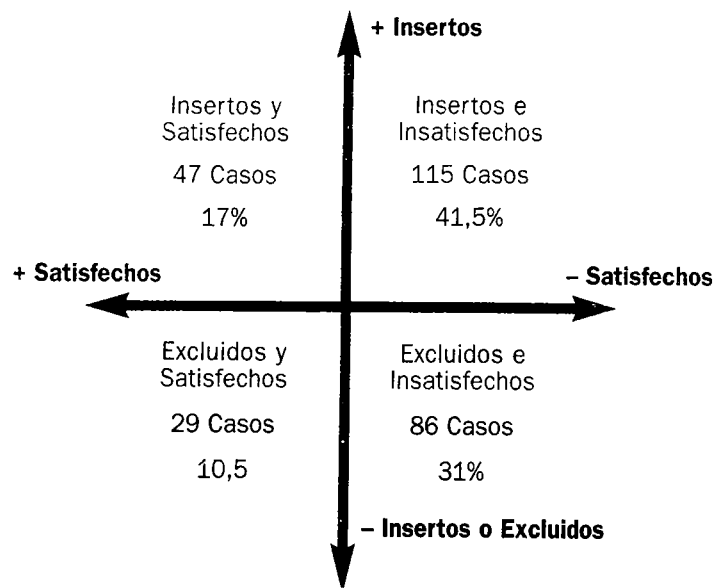 + Insertos
Insertos y
Satisfechos
47 Casos
17%
Insertos e
Insatisfechos
115 Casos
41,5%
+ Satisfechos
– Satisfechos
Excluidos y
Satisfechos
29 Casos
10,5
Excluidos e
Insatisfechos
86 Casos
31%
– Insertos o Excluidos